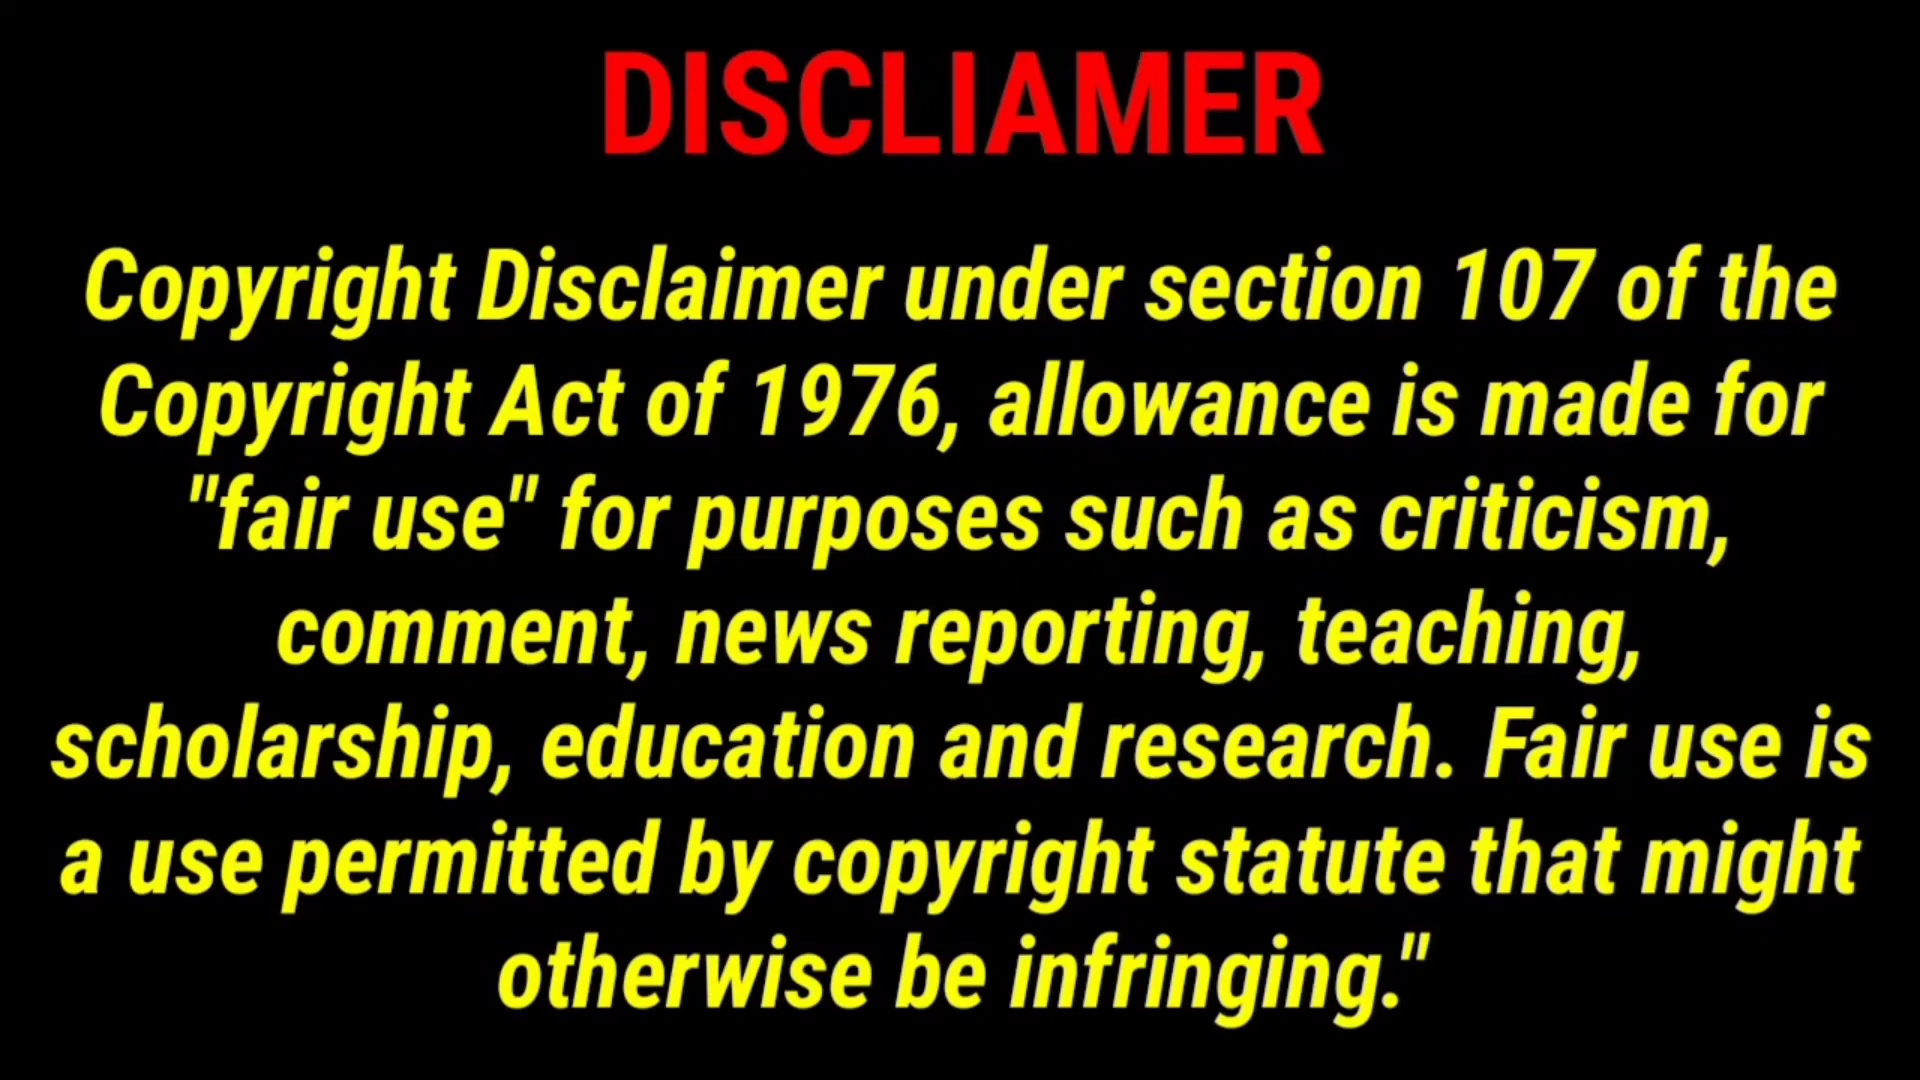 DISCLIAMER
Copyright Disclaimer under section 107 of the
Copyright Act of 1976, allowance is made for
"fair use" for purposes such as criticism,
comment, news reporting, teaching,
scholarship, education and research. Fair use is
a use permitted by copyright statute that might
otherwise be infringing."